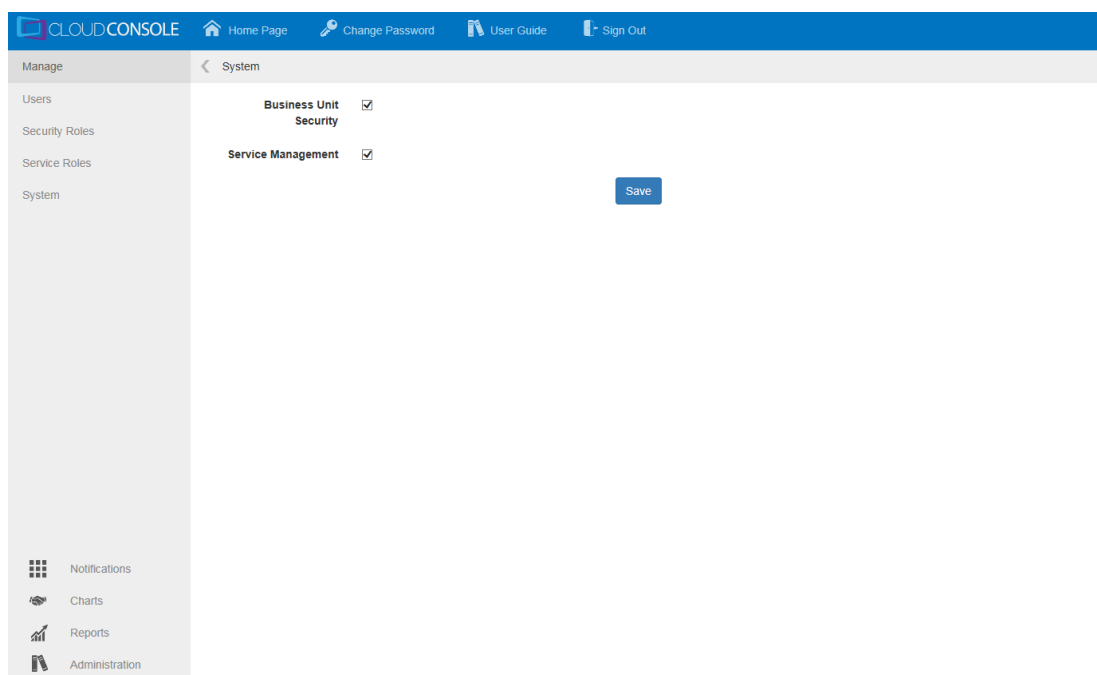 CLOUDCONSOLE Home Page Change Password User Guide Sign Out
Manage
System
Users
Security Roles
Service Roles
System
Business Unit
Security
Service Management
Save
Notifications
Charts
Reports
Administration